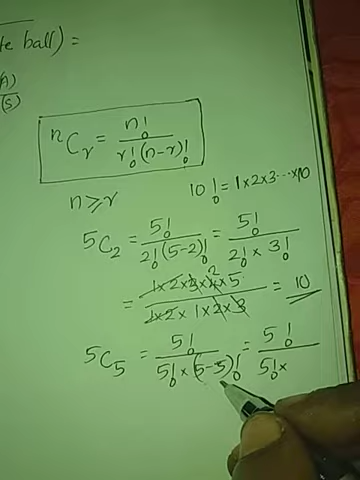 te ball) =
A)
(S)
ⁿCᵣ = n! / r!(n-r)!
n ≥ r
10! = 1×2×3...×10
5C₂ = 5! / 2!(5-2)! = 5! / 2! × 3!
= 1×2×3×4×5 / 1×2×1×2×3 = 10
2
⁵C₅ = 5! / 5!×(5-5)! = 5! / 5!×